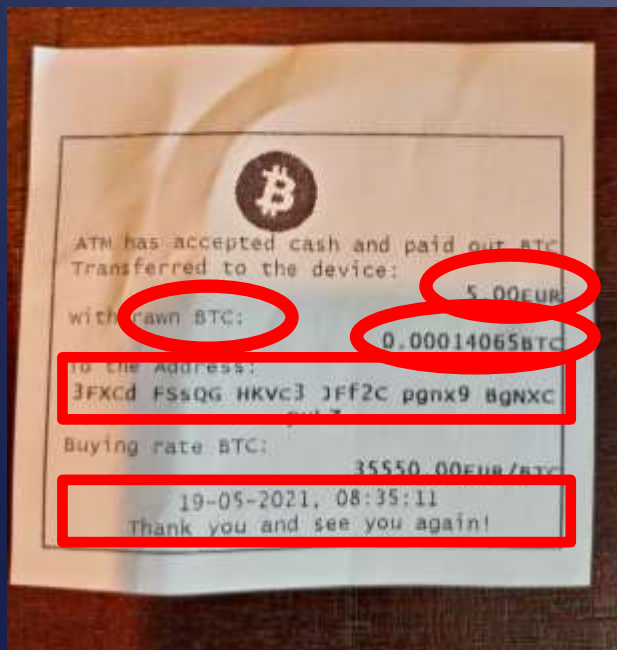 ATM has accepted cash and paid out BTC
Transferred to the device:
5.00EUR
withdrawn BTC:
0.00014065BTC
To the Address:
3FXCd FSsQG HKVc3 JFf2C pgnx9 BgNXC
Buying rate BTC:
35550.00EUR/BTC
19-05-2021, 08:35:11
Thank you and see you again!